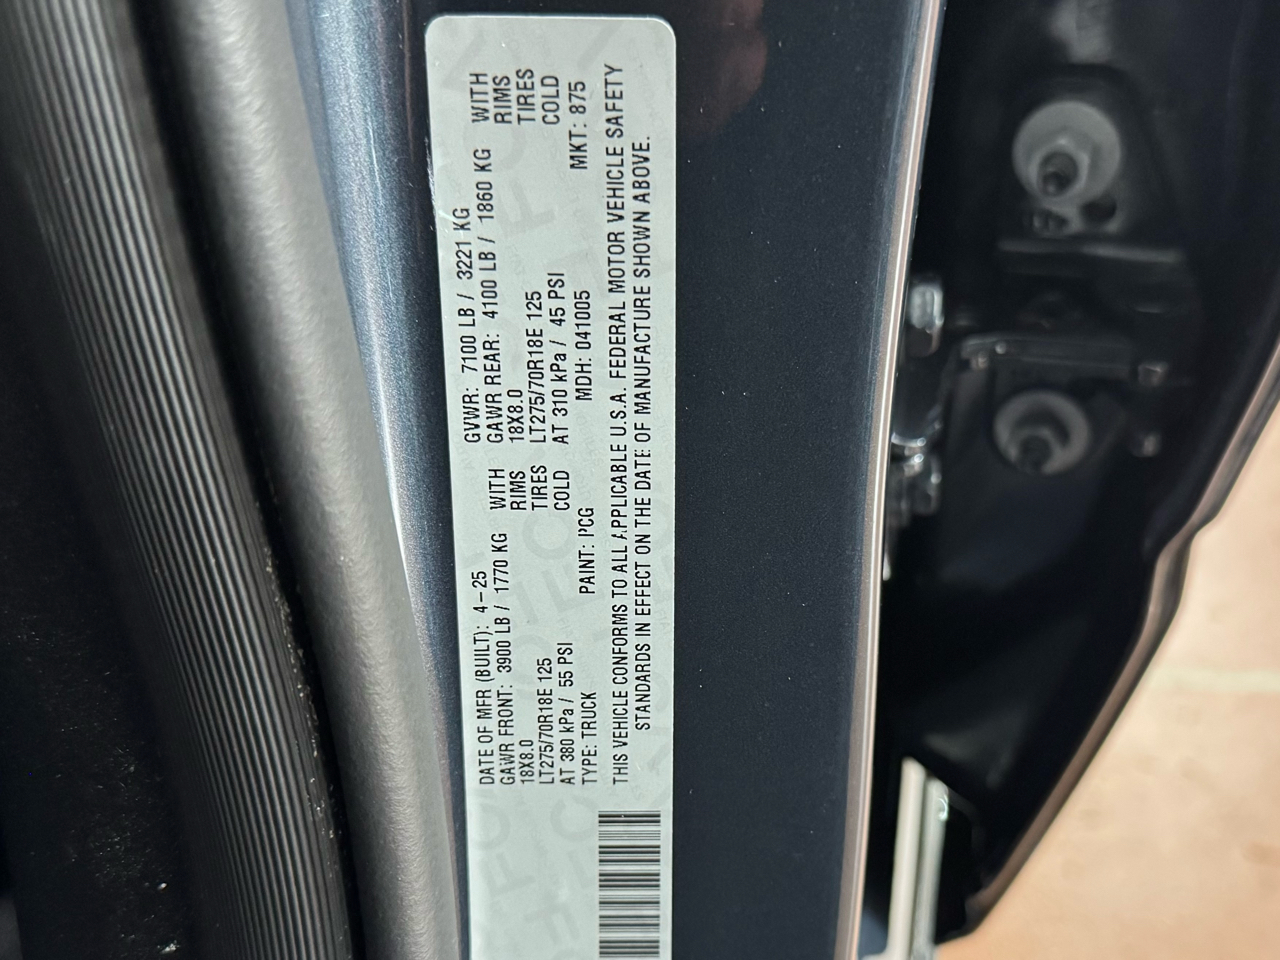 DATE OF MFR (BUILT): 4-25 GVWR: 7100 LB / 3221 KG
GAWR FRONT: 3900 LB / 1770 KG WITH GAWR REAR: 4100 LB / 1860 KG WITH
18X8.0 RIMS 18X8.0 RIMS
LT275/70R18E 125 TIRES LT275/70R18E 125 TIRES
AT 380 kPa / 55 PSI COLD AT 310 kPa / 45 PSI COLD
TYPE: TRUCK PAINT: PCG MDH: 041005 MKT: 875
THIS VEHICLE CONFORMS TO ALL APPLICABLE U.S.A. FEDERAL MOTOR VEHICLE SAFETY
STANDARDS IN EFFECT ON THE DATE OF MANUFACTURE SHOWN ABOVE.